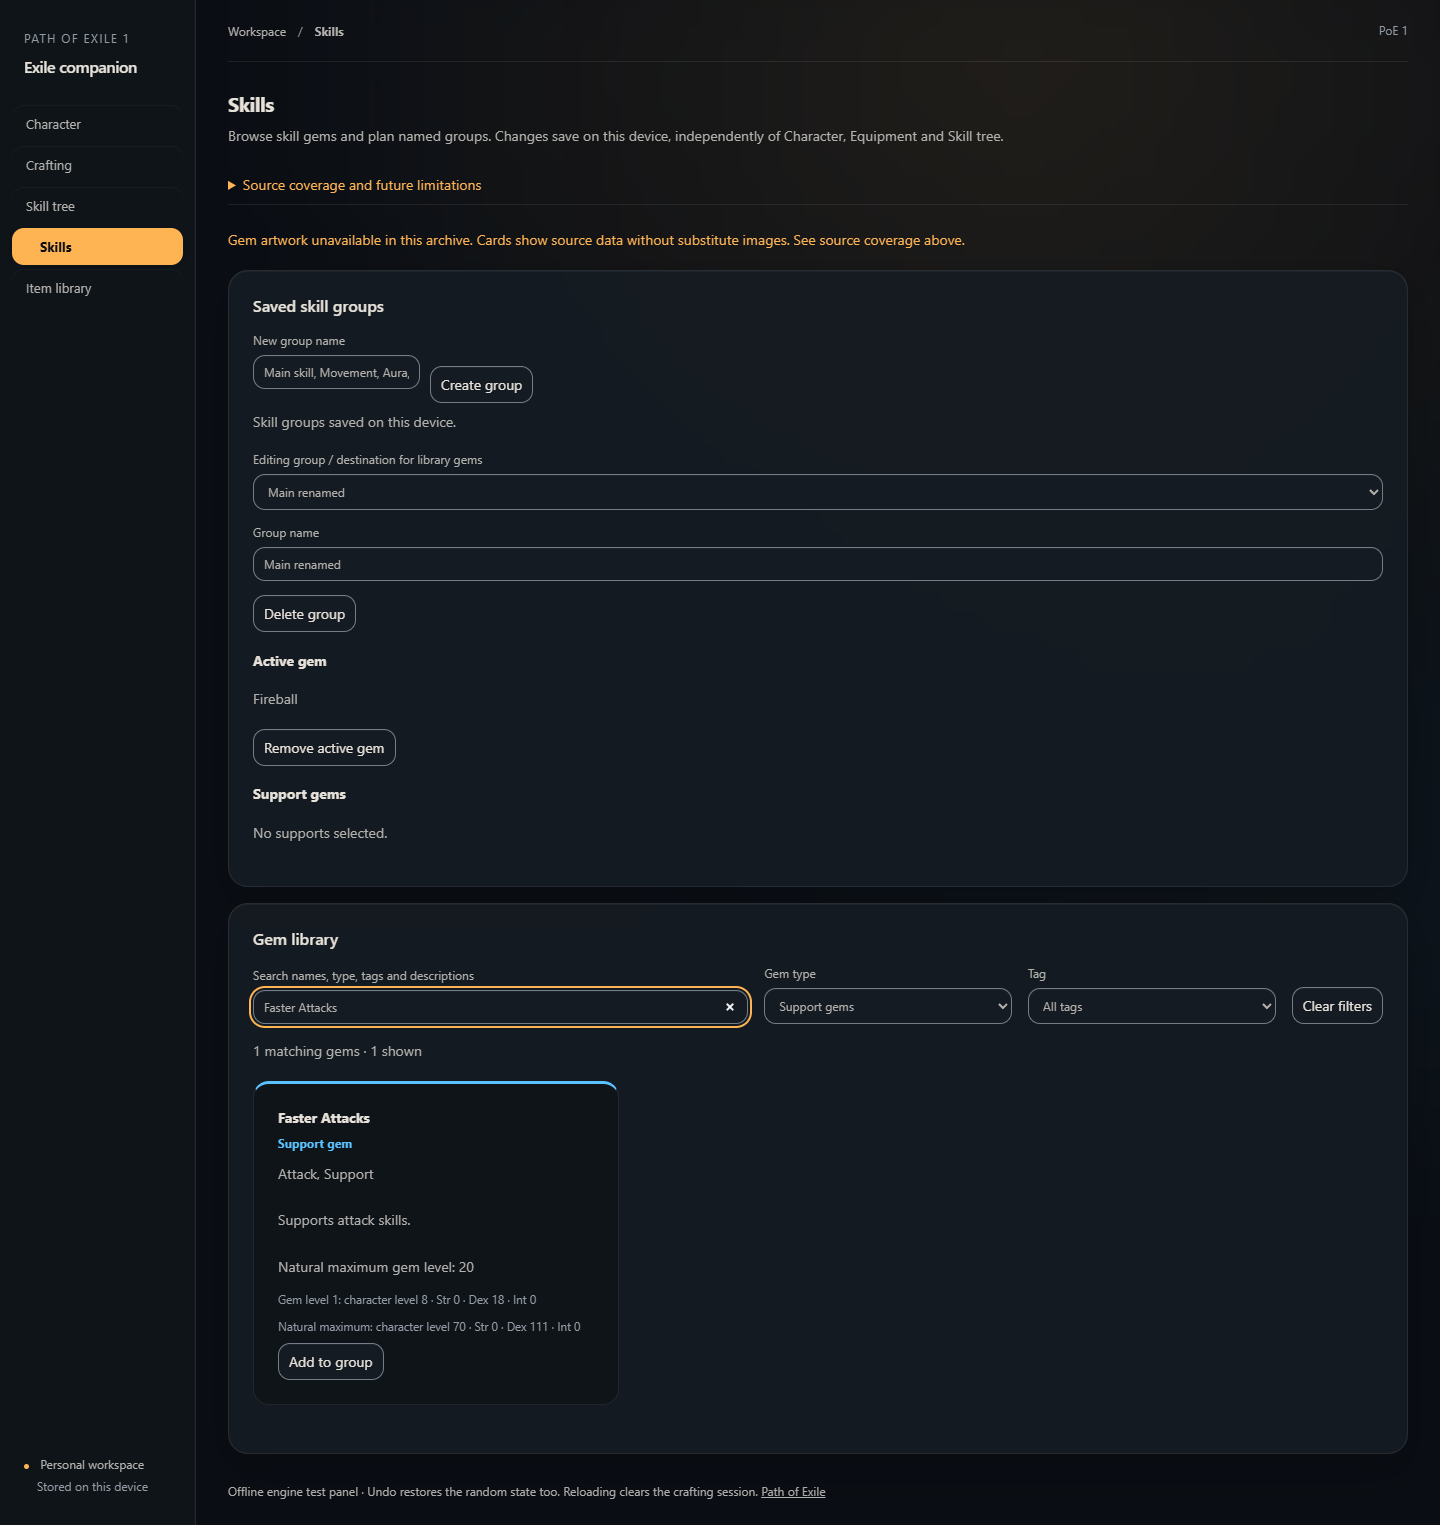 PATH OF EXILE 1
Exile companion
Character
Crafting
Skill tree
Skills
Item library
Personal workspace
Stored on this device
Workspace / Skills
PoE 1
Skills
Browse skill gems and plan named groups. Changes save on this device, independently of Character, Equipment and Skill tree.
Source coverage and future limitations
Gem artwork unavailable in this archive. Cards show source data without substitute images. See source coverage above.
Saved skill groups
New group name
Main skill, Movement, Aura,
Create group
Skill groups saved on this device.
Editing group / destination for library gems
Main renamed
Group name
Main renamed
Delete group
Active gem
Fireball
Remove active gem
Support gems
No supports selected.
Gem library
Search names, type, tags and descriptions
Faster Attacks
Gem type
Support gems
Tag
All tags
Clear filters
1 matching gems · 1 shown
Faster Attacks
Support gem
Attack, Support
Supports attack skills.
Natural maximum gem level: 20
Gem level 1: character level 8 · Str 0 · Dex 18 · Int 0
Natural maximum: character level 70 · Str 0 · Dex 111 · Int 0
Add to group
Offline engine test panel · Undo restores the random state too. Reloading clears the crafting session. Path of Exile